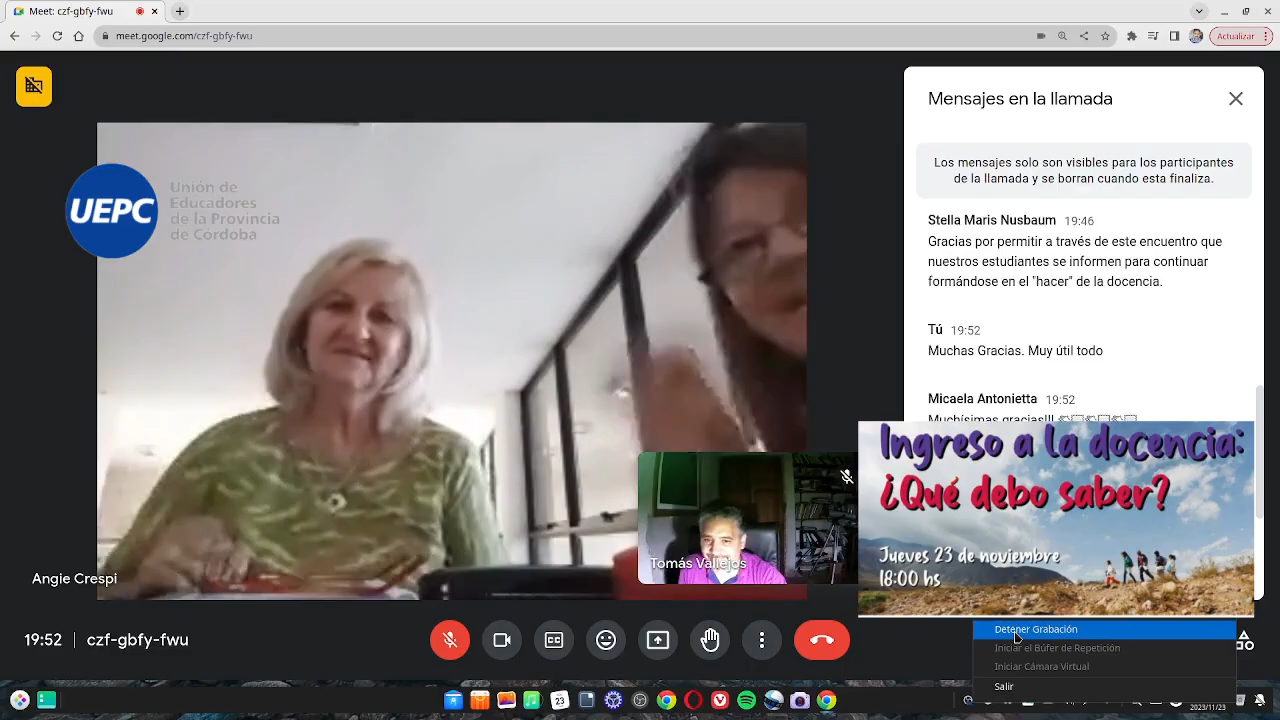 Meet: czf-gbfy-fwu
meet.google.com/czf-gbfy-fwu
Actualizar
Mensajes en la llamada
Los mensajes solo son visibles para los participantes
de la llamada y se borran cuando esta finaliza.
Stella Maris Nusbaum 19:46
Gracias por permitir a través de este encuentro que
nuestros estudiantes se informen para continuar
formándose en el "hacer" de la docencia.
Tú 19:52
Muchas Gracias. Muy útil todo
Micaela Antonietta 19:52
Muchísimas gracias!!!
UEPC
Unión de
Educadores
de la Provincia
de Cordoba
Ingreso a la docencia:
¿Qué debo saber?
Jueves 23 de noviembre
18:00 hs
Tomás Vallejos
Angie Crespi
19:52 | czf-gbfy-fwu
Detener Grabación
Iniciar el Búfer de Repetición
Iniciar Cámara Virtual
Salir
23
2023/11/23